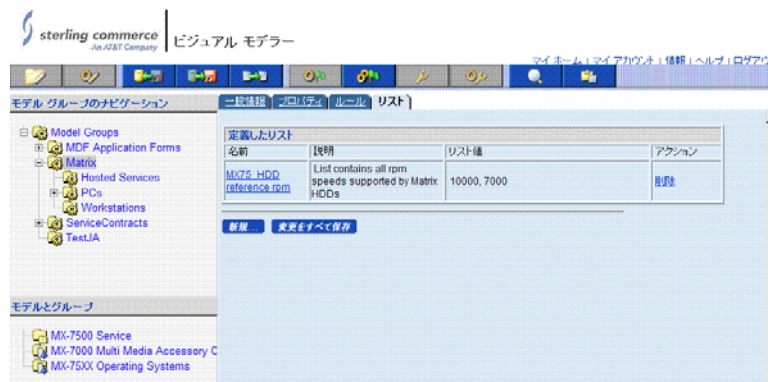 sterling commerce
An AT&T Company
ビジュアル モデラー
マイ ホーム | マイ アカウント | 情報 | ヘルプ | ログアウ
モデル グループのナビゲーション
一般情報 プロパティ ルール リスト
Model Groups
MDF Application Forms
Matrix
Hosted Services
PCs
Workstations
ServiceContracts
TestJA
定義したリスト
名前 説明 リスト値 アクション
MX75_HDD reference rpm
List contains all rpm speeds supported by Matrix HDDs
10000, 7000
削除
新規 ... 変更をすべて保存
モデルとグループ
MX-7500 Service
MX-7000 Multi Media Accessory C
MX-75XX Operating Systems